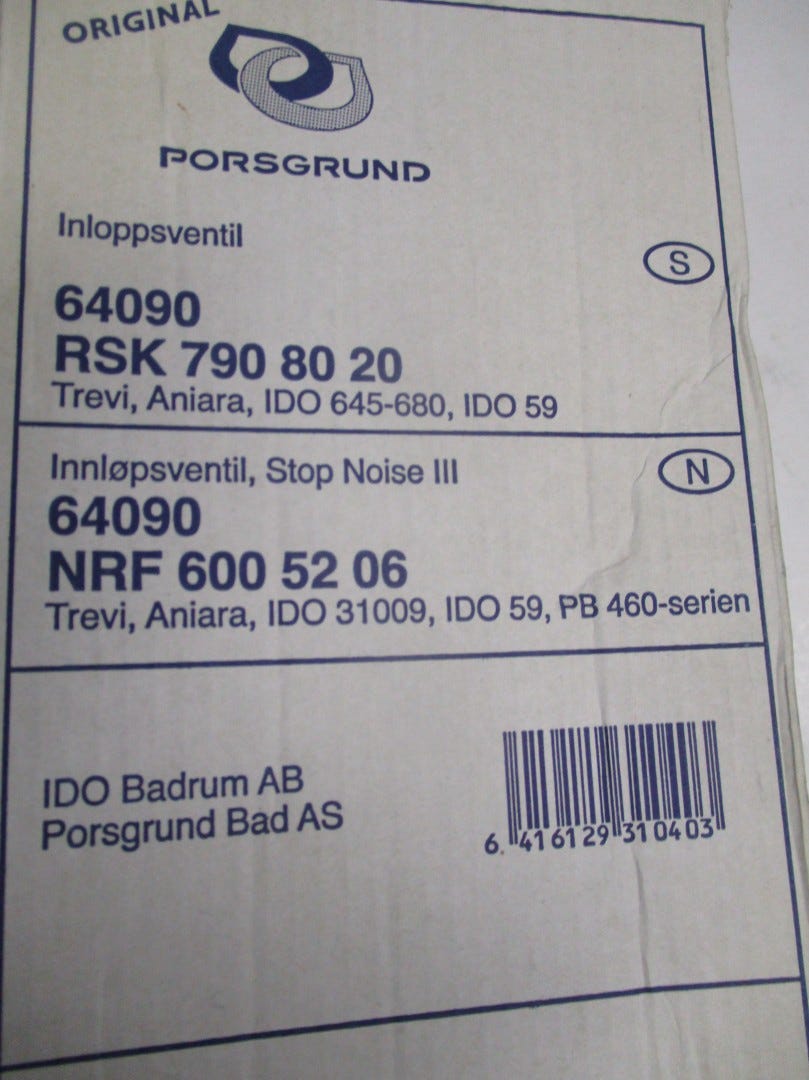 ORIGINAL
PORSGRUND
Inloppsventil
S
64090
RSK 790 80 20
Trevi, Aniara, IDO 645-680, IDO 59
Innløpsventil, Stop Noise III
N
64090
NRF 600 52 06
Trevi, Aniara, IDO 31009, IDO 59, PB 460-serien
IDO Badrum AB
Porsgrund Bad AS
6. 416129 310403